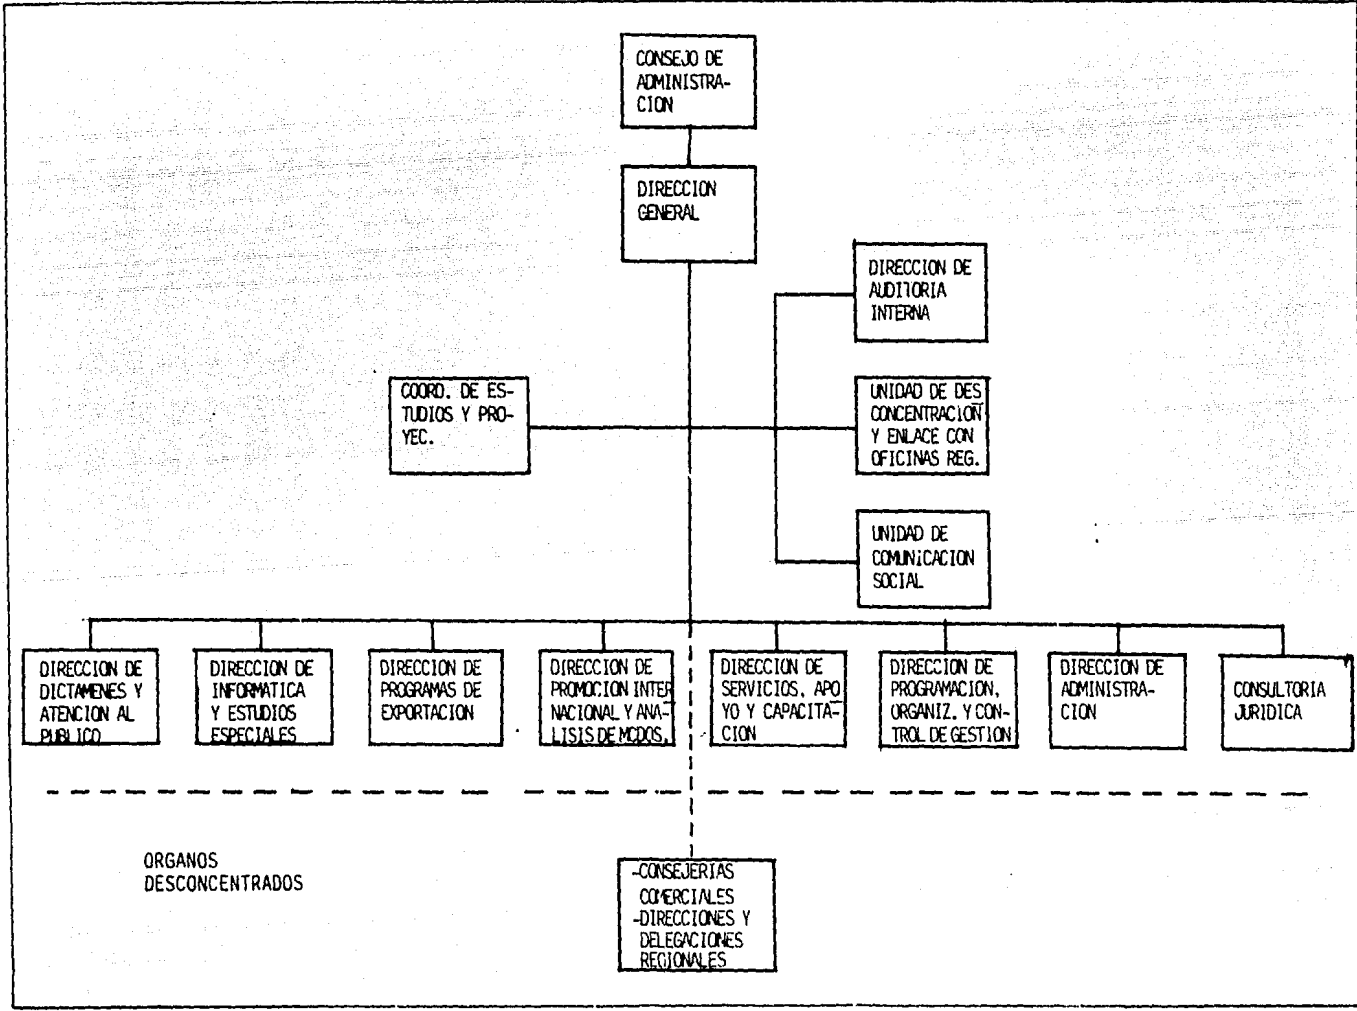 CONSEJO DE
ADMINISTRA-
CION
DIRECCION
GENERAL
DIRECCION DE
AUDITORIA
INTERNA
COORD. DE ES-
TUDIOS Y PRO-
YEC.
UNIDAD DE DES
CONCENTRACION
Y ENLACE CON
OFICINAS REG.
UNIDAD DE
COMUNICACION
SOCIAL
DIRECCION DE
DICTAMENES Y
ATENCION AL
PUBLICO
DIRECCION DE
INFORMATICA
Y ESTUDIOS
ESPECIALES
DIRECCION DE
PROGRAMAS DE
EXPORTACION
DIRECCION DE
PROMOCION INTER
NACIONAL Y ANA-
LISIS DE MCDOS.
DIRECCION DE
SERVICIOS, APO
YO Y CAPACITA-
CION
DIRECCION DE
PROGRAMACION,
ORGANIZ. Y CON-
TROL DE GESTION
DIRECCION DE
ADMINISTRA-
CION
CONSULTORIA
JURIDICA
ORGANOS
DESCONCENTRADOS
-CONSEJERIAS
COMERCIALES
-DIRECCIONES Y
DELEGACIONES
REGIONALES